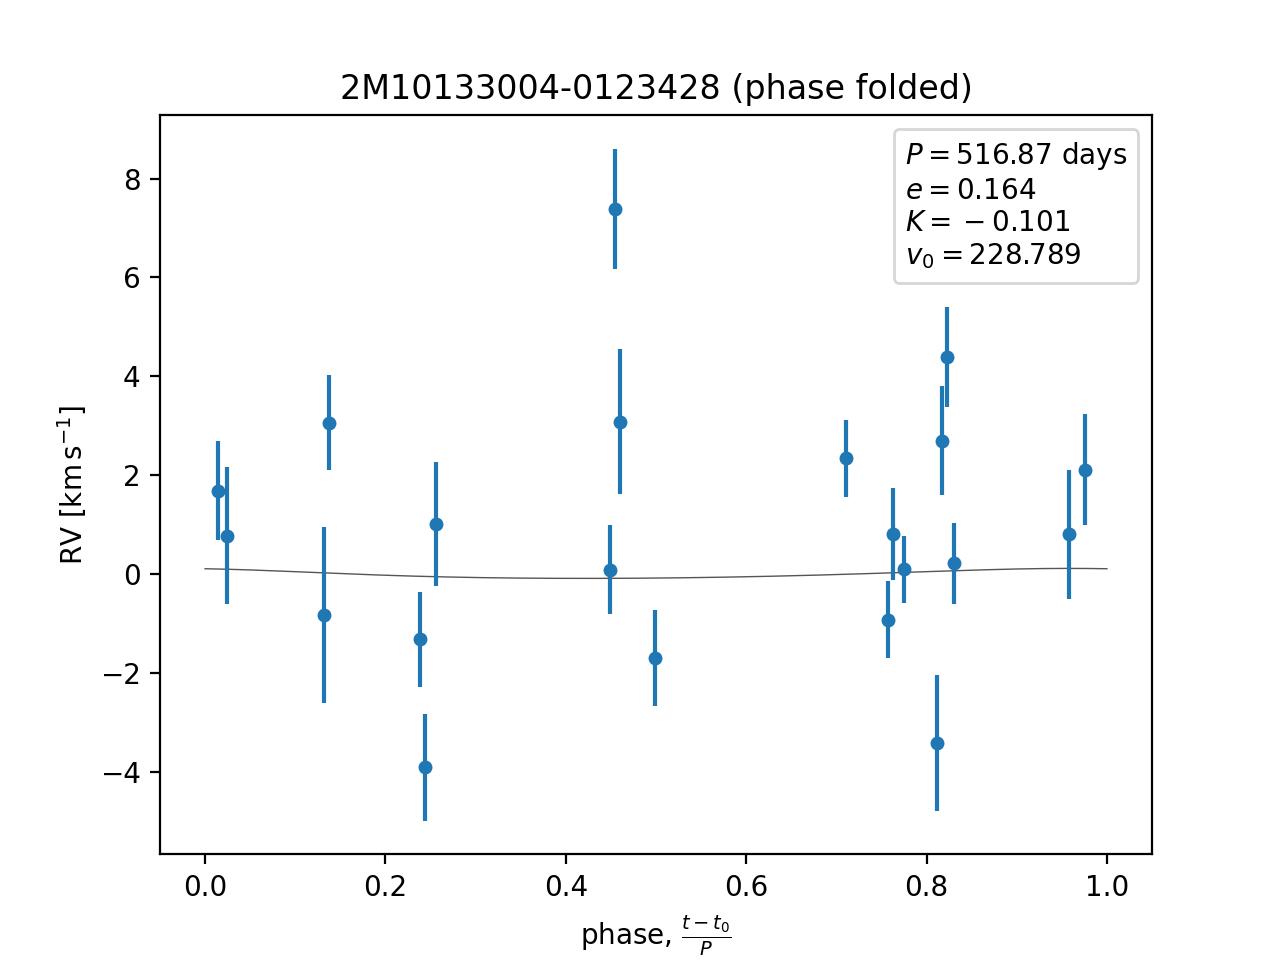 2M10133004-0123428 (phase folded)
P = 516.87 days
e = 0.164
K = −0.101
v₀ = 228.789
8
6
4
2
0
−2
−4
RV [km s⁻¹]
0.0 0.2 0.4 0.6 0.8 1.0
phase, (t − t₀)/P